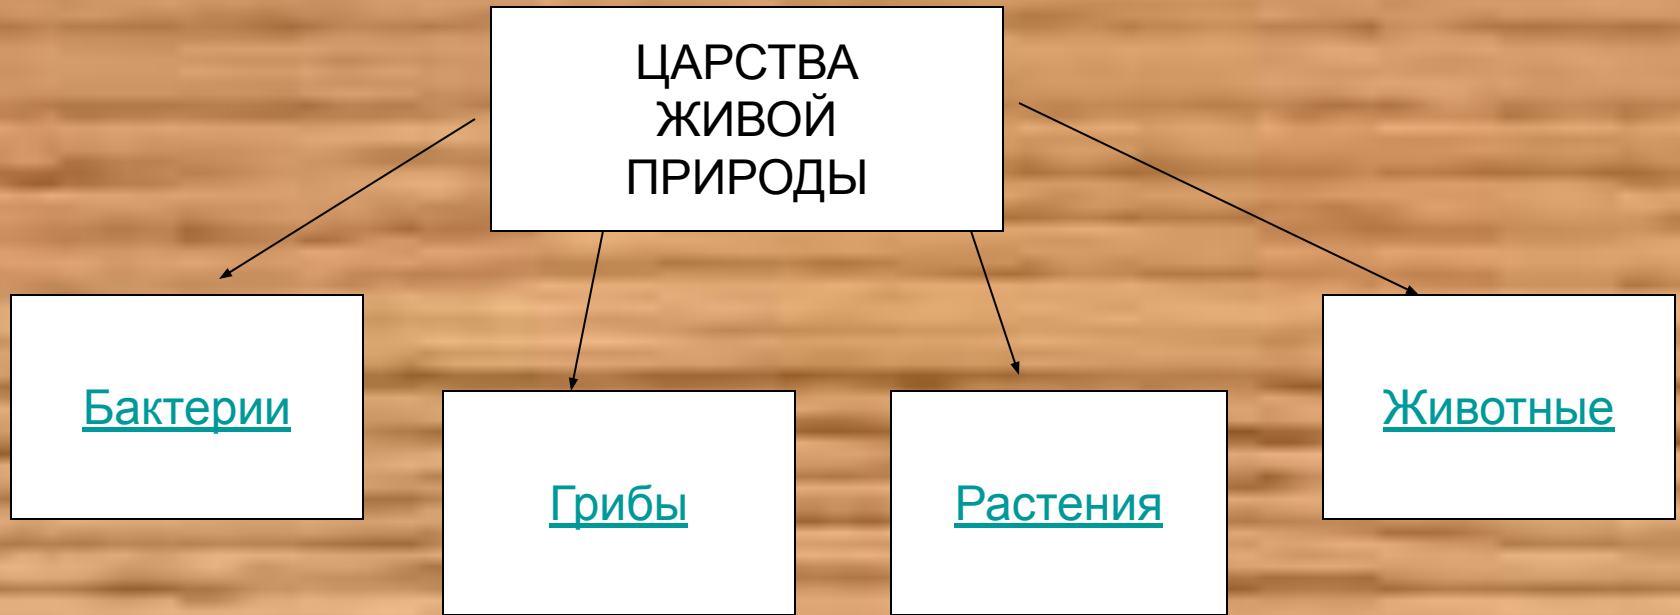 ЦАРСТВА
ЖИВОЙ
ПРИРОДЫ
Бактерии
Грибы
Растения
Животные